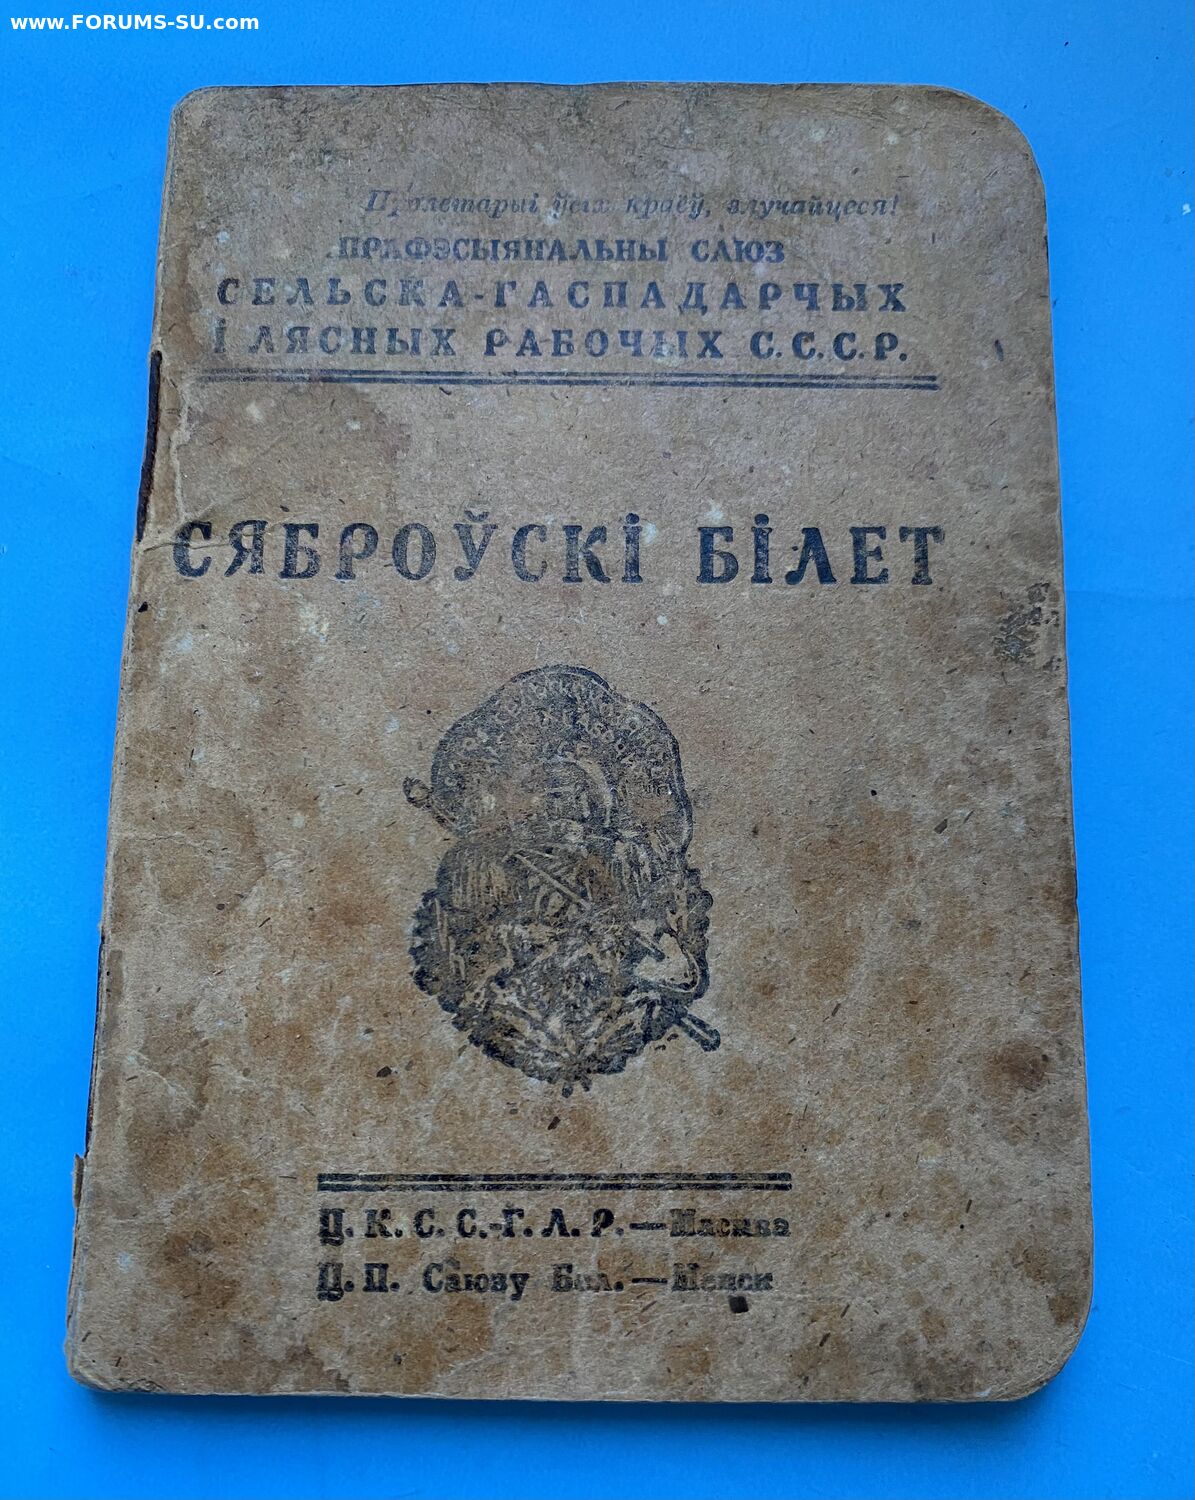 www.FORUMS-SU.com
Пралетарыі ўсіх краёў, злучайцеся!
ПРАФЭСЫЯНАЛЬНЫ САЮЗ
СЕЛЬСКА-ГАСПАДАРЧЫХ
І ЛЯСНЫХ РАБОЧЫХ С.С.С.Р.
СЯБРОЎСКІ БІЛЕТ
Ц. К. С. С.-Г. Л. Р.—Масква
Ц. П. Саюзу Бел.—Менск